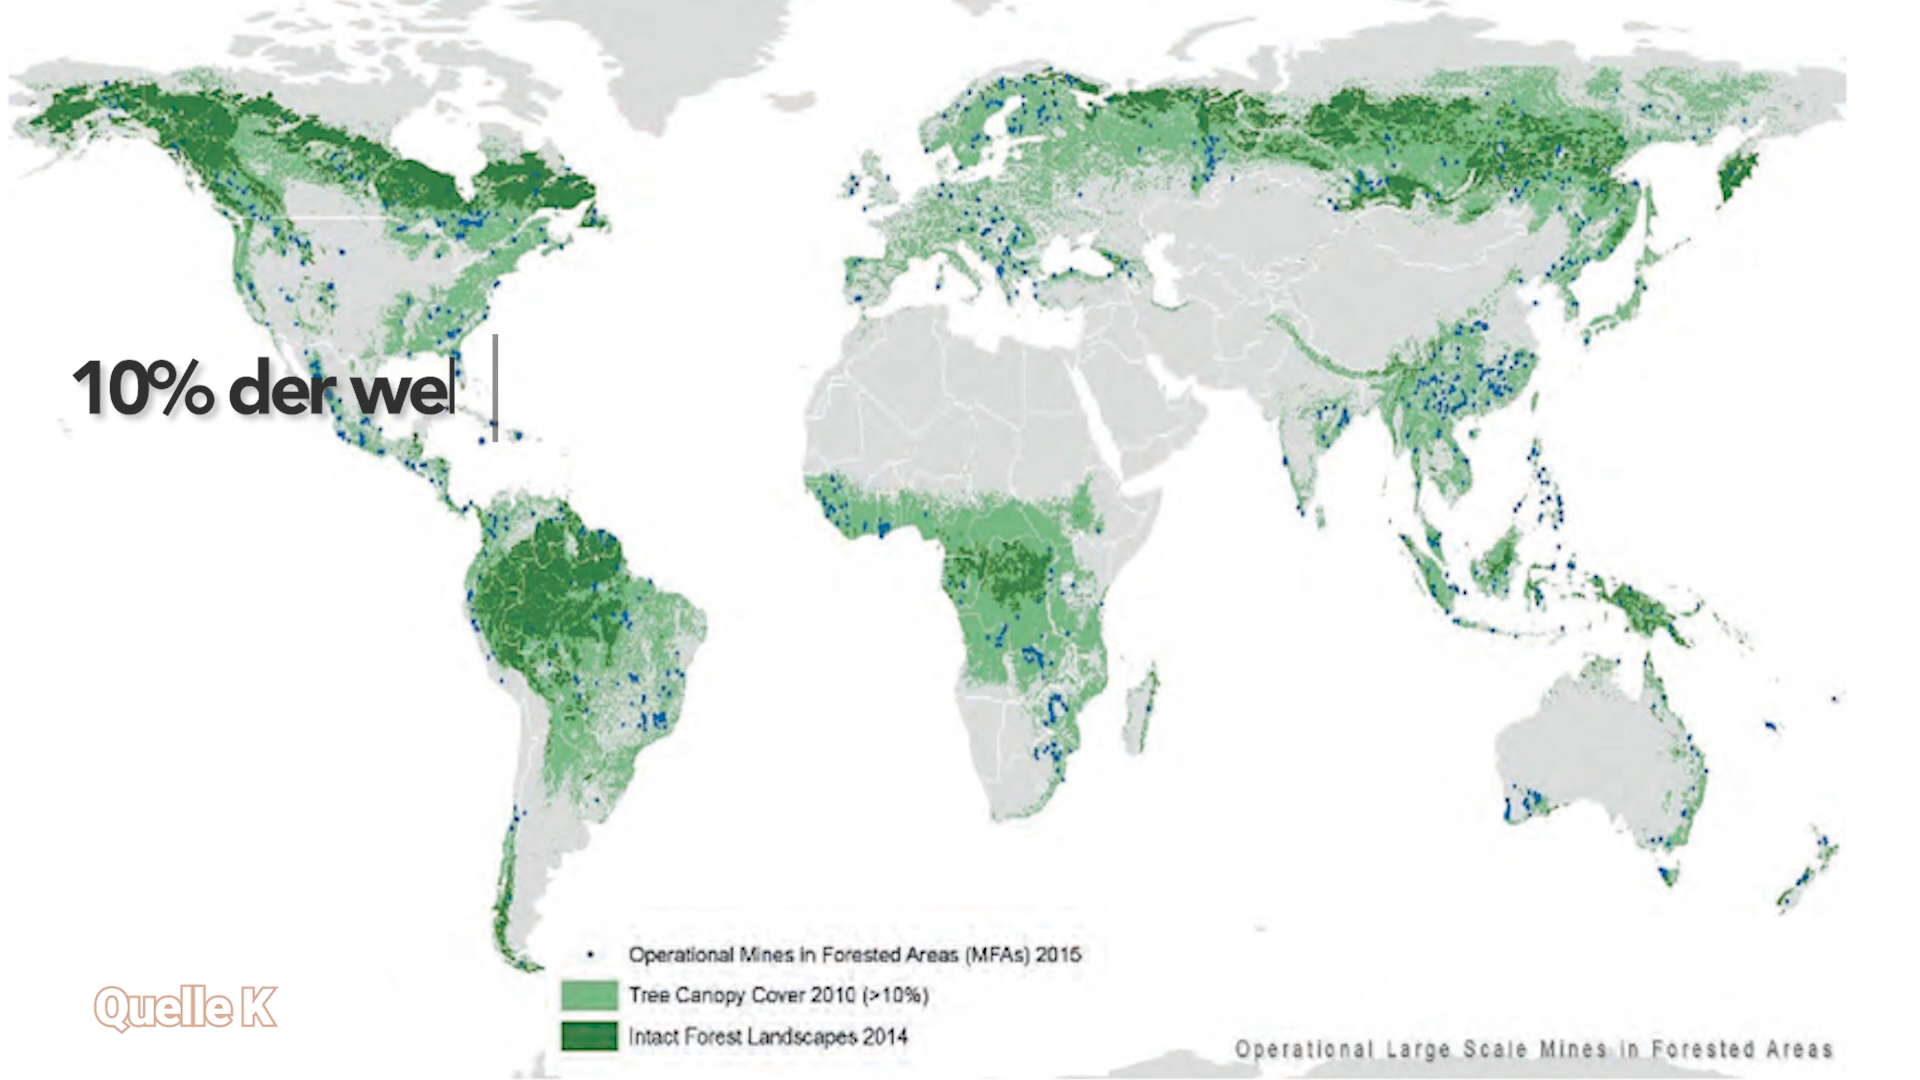 10% der wel
Operational Mines in Forested Areas (MFAs) 2015
Tree Canopy Cover 2010 (>10%)
Intact Forest Landscapes 2014
Quelle K
Operational Large Scale Mines in Forested Areas